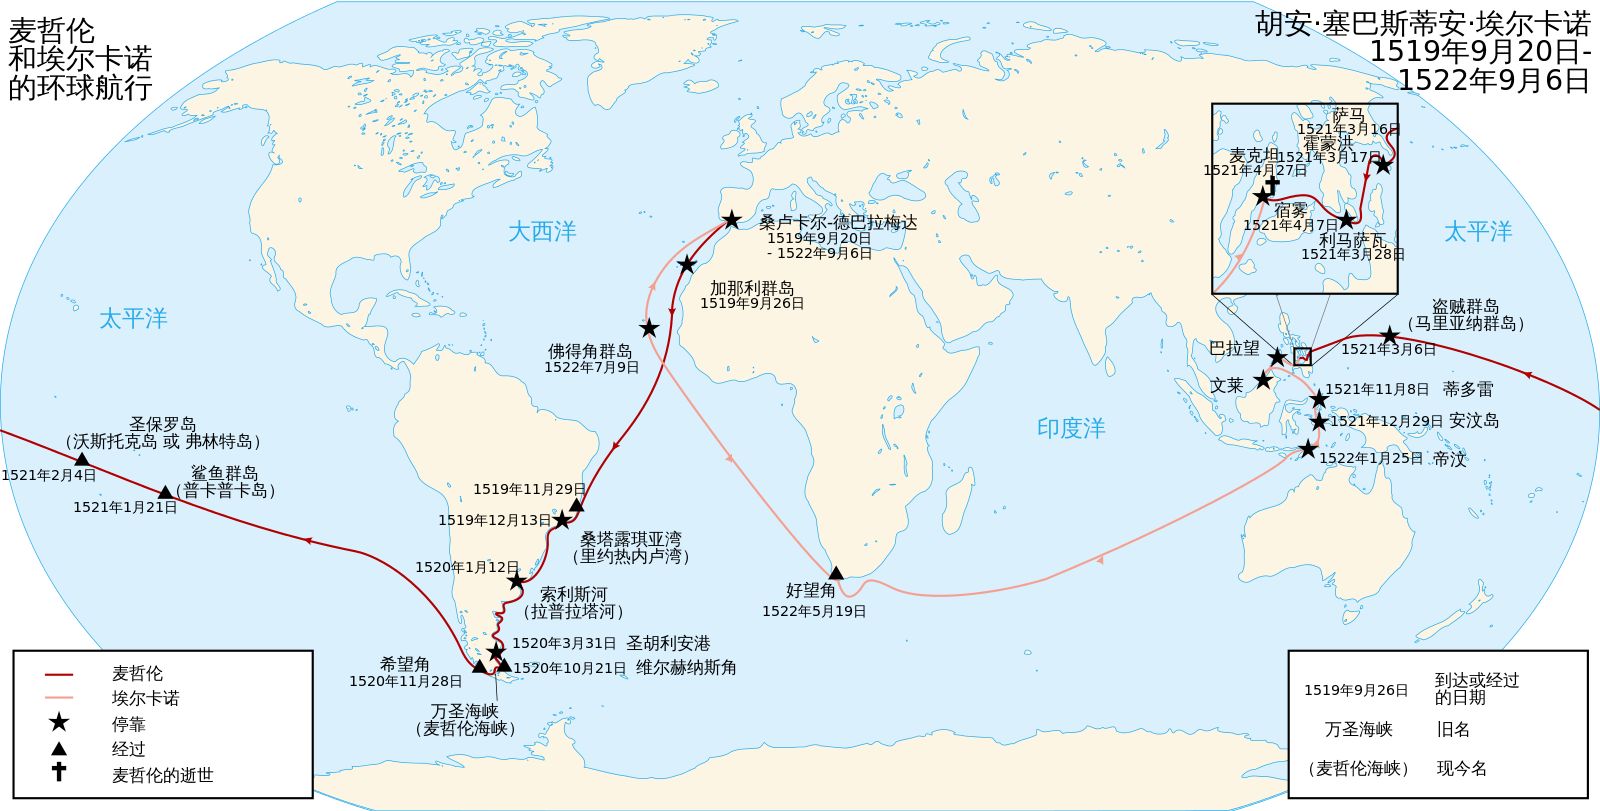 麦哲伦
和埃尔卡诺
的环球航行
胡安·塞巴斯蒂安·埃尔卡诺
1519年9月20日-
1522年9月6日
萨马
1521年3月16日
霍蒙洪
1521年3月17日
麦克坦
1521年4月27日
宿雾
1521年4月7日
利马萨瓦
1521年3月28日
大西洋
桑卢卡尔-德巴拉梅达
1519年9月20日
- 1522年9月6日
太平洋
加那利群岛
1519年9月26日
太平洋
盗贼群岛
（马里亚纳群岛）
1521年3月6日
佛得角群岛
1522年7月9日
巴拉望
文莱
1521年11月8日 蒂多雷
1521年12月29日 安汶岛
1522年1月25日 帝汶
印度洋
圣保罗岛
（沃斯托克岛 或 弗林特岛）
1521年2月4日
鲨鱼群岛
（普卡普卡岛）
1521年1月21日
1519年11月29日
1519年12月13日
桑塔露琪亚湾
（里约热内卢湾）
1520年1月12日
索利斯河
（拉普拉塔河）
好望角
1522年5月19日
1520年3月31日 圣胡利安港
1520年10月21日 维尔赫纳斯角
希望角
1520年11月28日
万圣海峡
（麦哲伦海峡）
麦哲伦
埃尔卡诺
停靠
经过
麦哲伦的逝世
1519年9月26日
到达或经过
的日期
万圣海峡 旧名
（麦哲伦海峡） 现今名